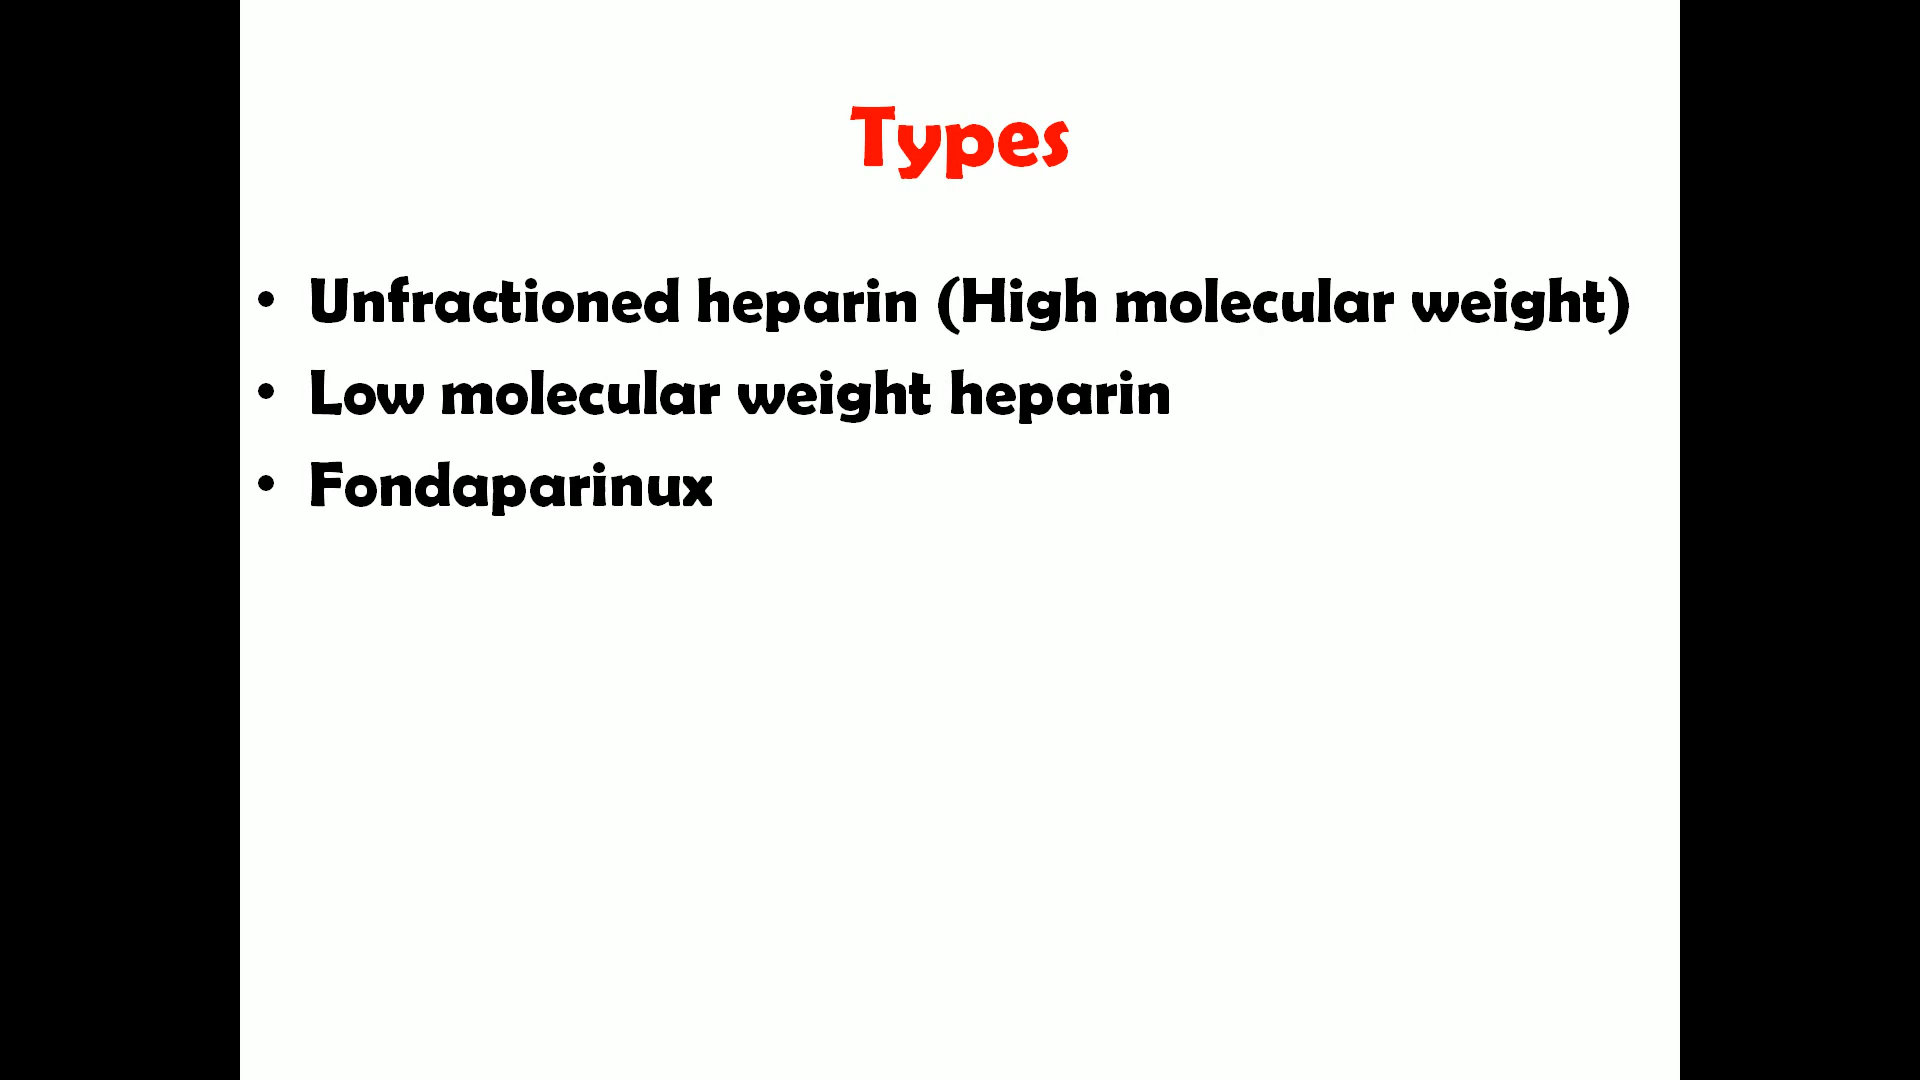 Types
• Unfractioned heparin (High molecular weight)
• Low molecular weight heparin
• Fondaparinux